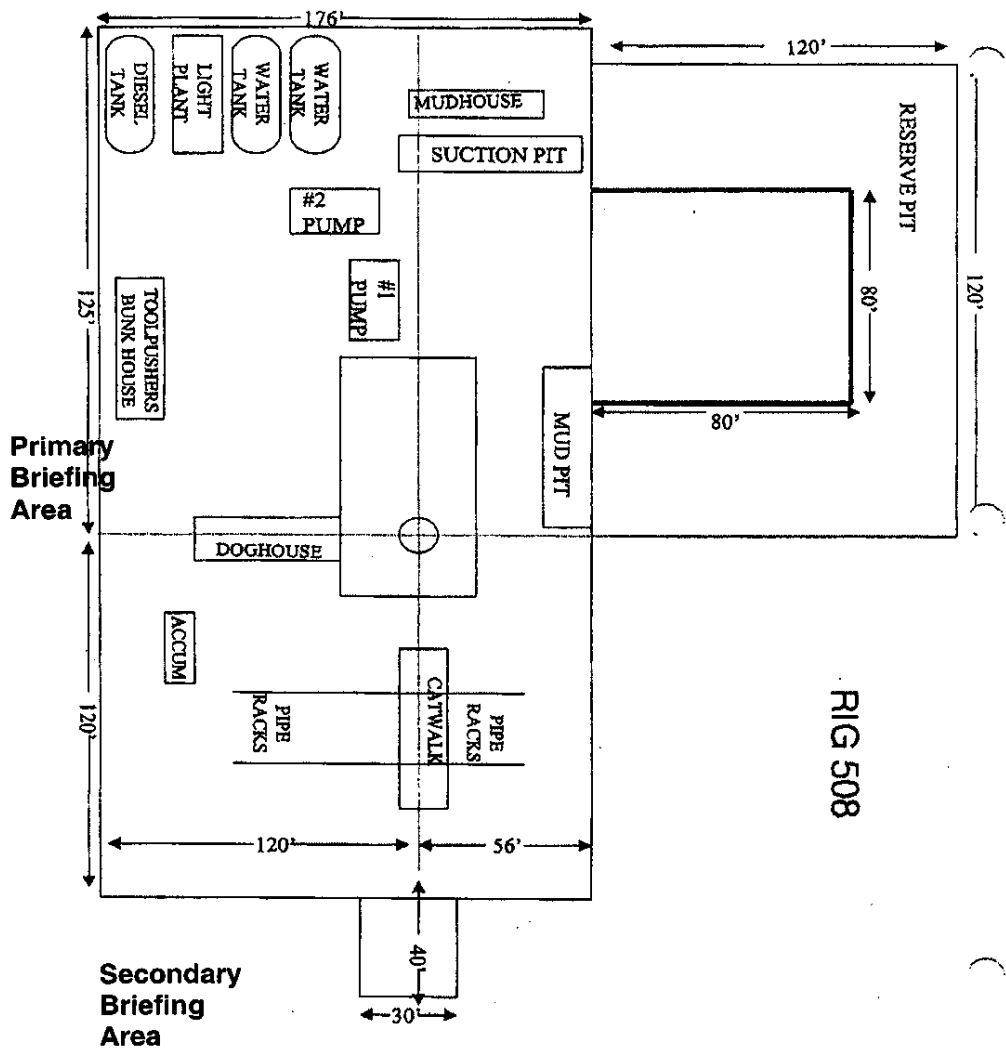 176'
120'
DIESEL
TANK
LIGHT
PLANT
WATER
TANK
WATER
TANK
MUDHOUSE
SUCTION PIT
RESERVE PIT
#2
PUMP
#1
PUMP
125'
TOOLPUSHERS
BUNK HOUSE
80'
120'
80'
MUD PIT
Primary
Briefing
Area
DOGHOUSE
ACCUM
120'
PIPE
RACKS
CATWALK
PIPE
RACKS
RIG 508
120'
56'
40'
30'
Secondary
Briefing
Area